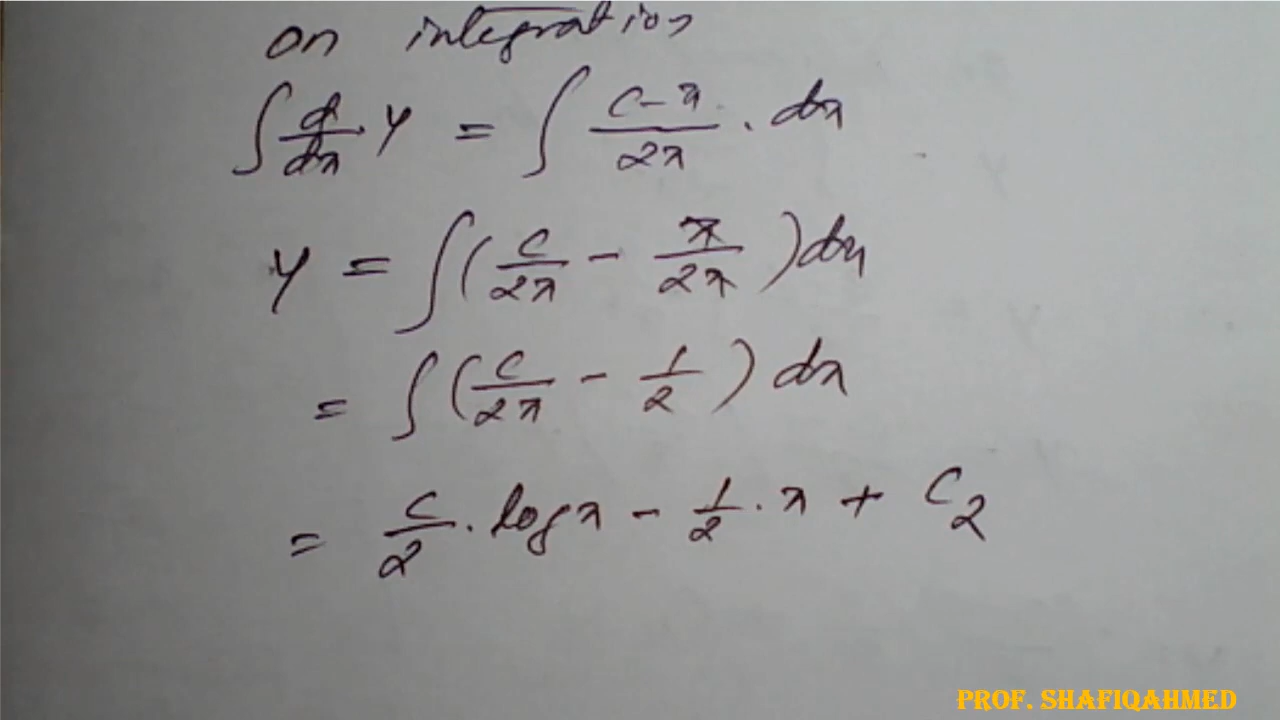 on integration
∫ d/dx . y = ∫ c-x/2x . dx
y = ∫ ( c/2x - x/2x ) dx
= ∫ ( c/2x - 1/2 ) dx
= c/2 . log x - 1/2 . x + c₂
PROF. SHAFIQAHMED